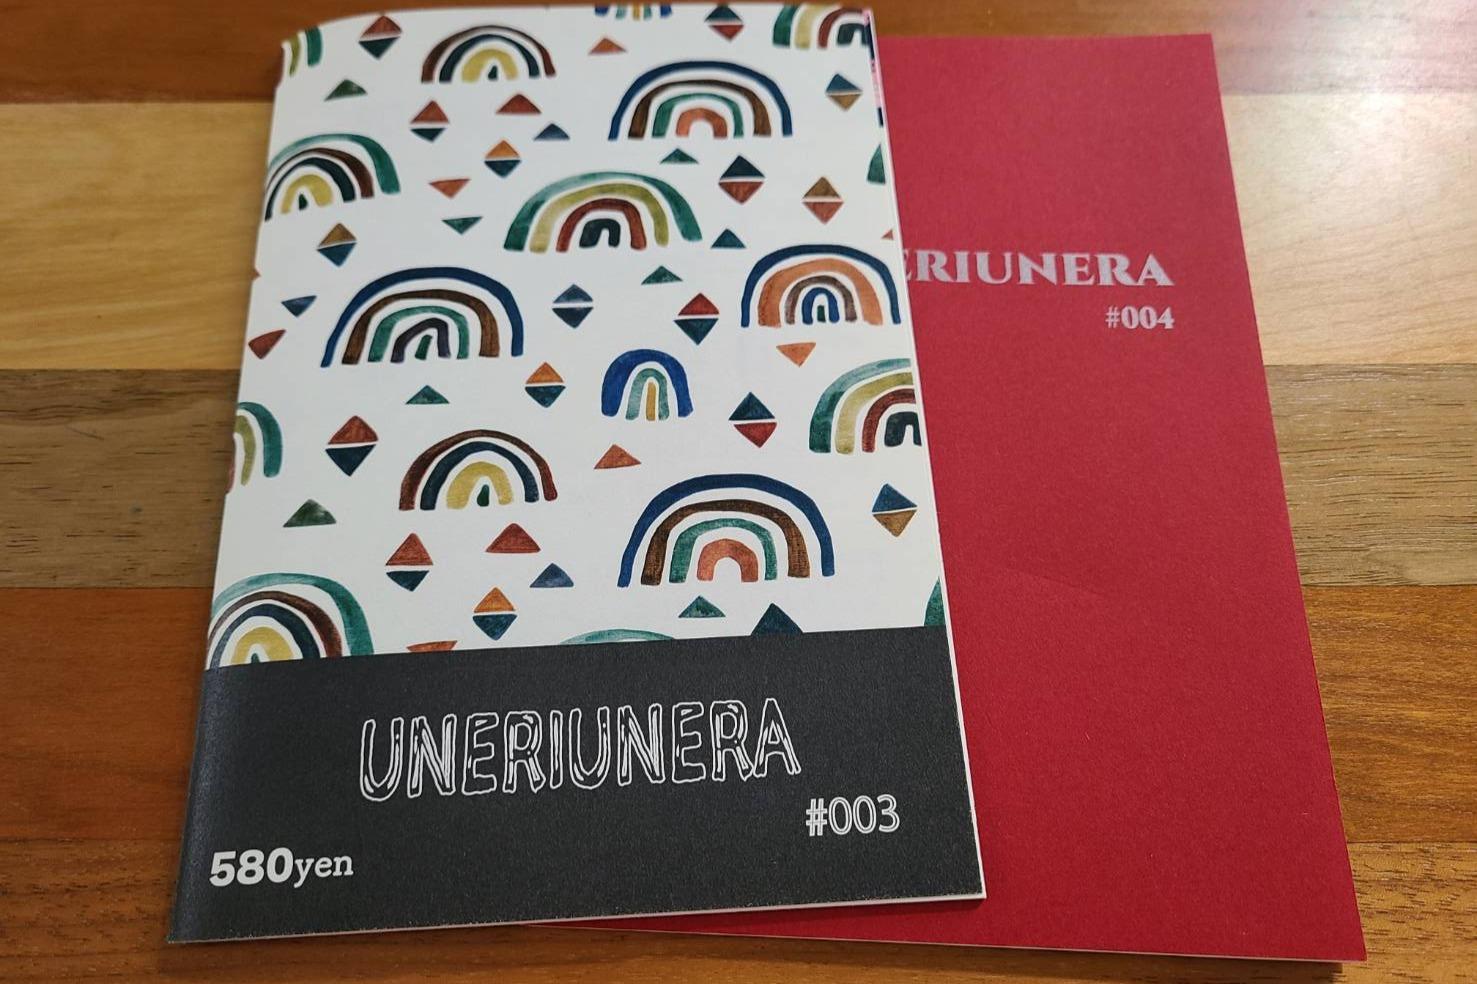 UNERIUNERA
#003
580yen
ERIUNERA
#004